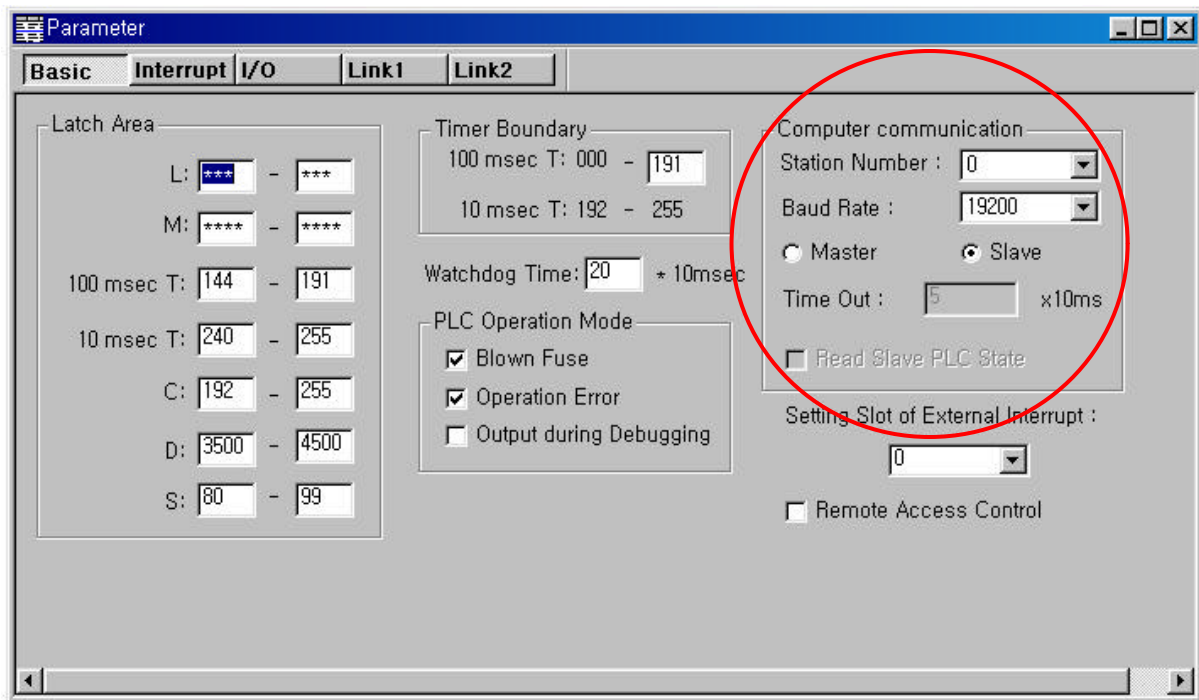 Parameter
Basic Interrupt I/O Link1 Link2
Latch Area
L: *** - ***
M: **** - ****
100 msec T: 144 - 191
10 msec T: 240 - 255
C: 192 - 255
D: 3500 - 4500
S: 80 - 99
Timer Boundary
100 msec T: 000 - 191
10 msec T: 192 - 255
Watchdog Time: 20 * 10msec
PLC Operation Mode
Blown Fuse
Operation Error
Output during Debugging
Computer communication
Station Number : 0
Baud Rate : 19200
Master Slave
Time Out : 5 x10ms
Read Slave PLC State
Setting Slot of External Interrupt :
0
Remote Access Control